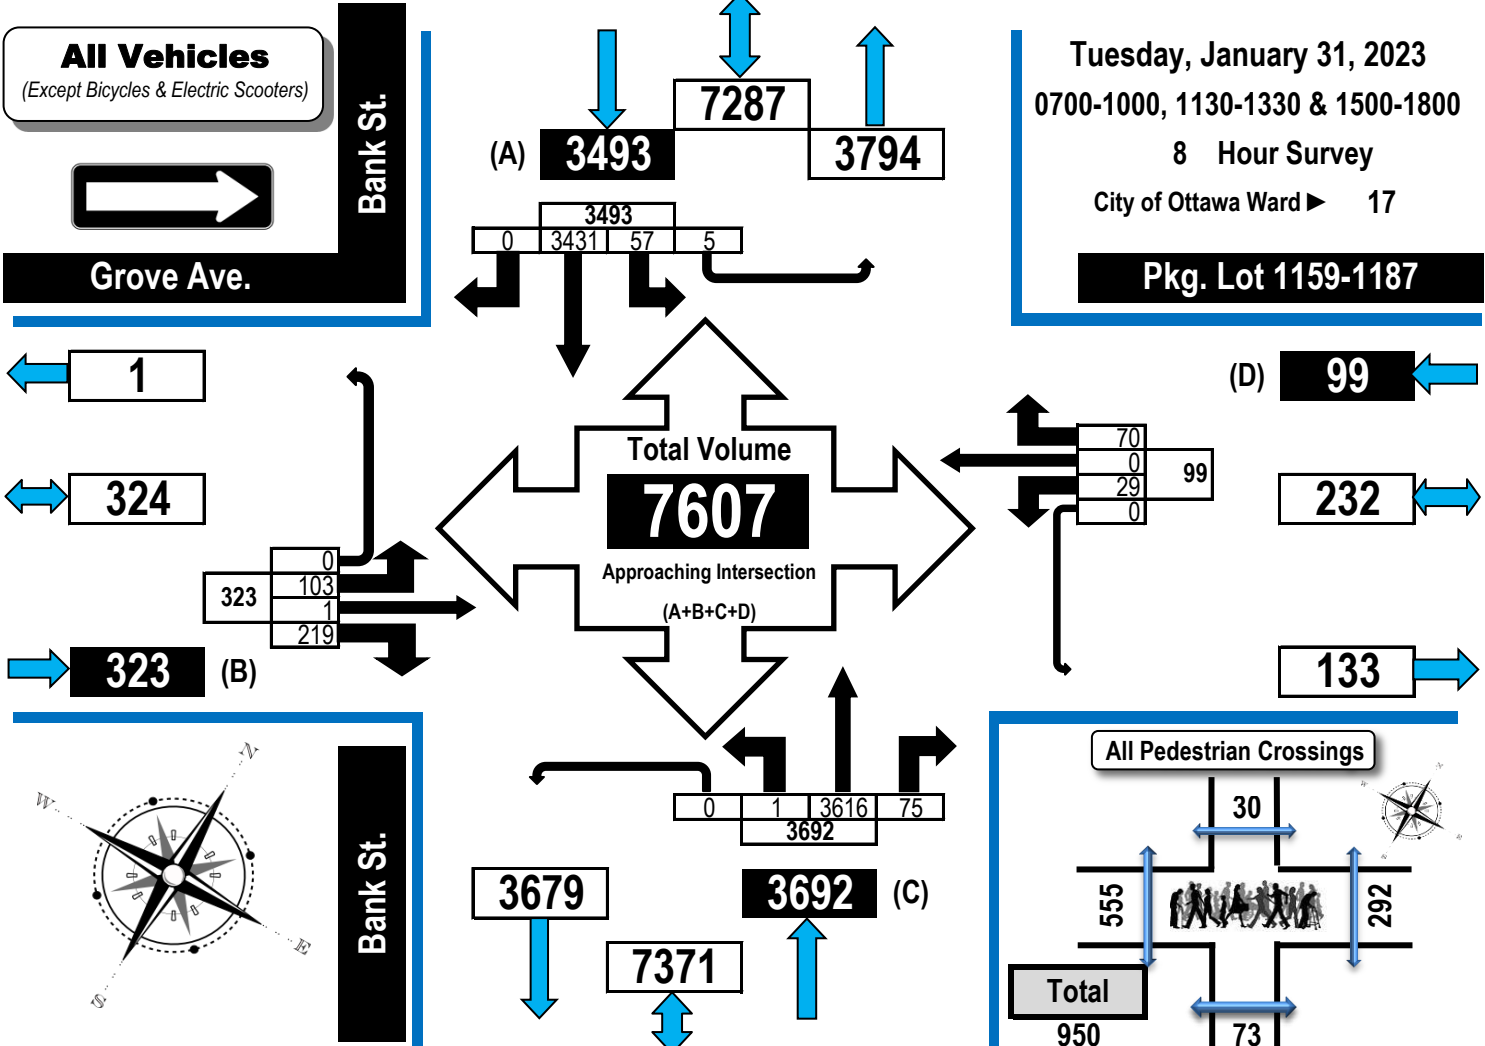 All Vehicles
(Except Bicycles & Electric Scooters)
Bank St.
Grove Ave.
7287
(A)
3493
3794
3493
0
3431
57
5
Tuesday, January 31, 2023
0700-1000, 1130-1330 & 1500-1800
8 Hour Survey
City of Ottawa Ward ► 17
Pkg. Lot 1159-1187
1
324
0
103
1
219
323
323
(B)
Total Volume
7607
Approaching Intersection
(A+B+C+D)
(D)
99
70
0
29
0
99
232
133
N
W
E
S
Bank St.
0
1
3616
75
3692
3679
3692
(C)
7371
All Pedestrian Crossings
30
555
292
Total
950
73